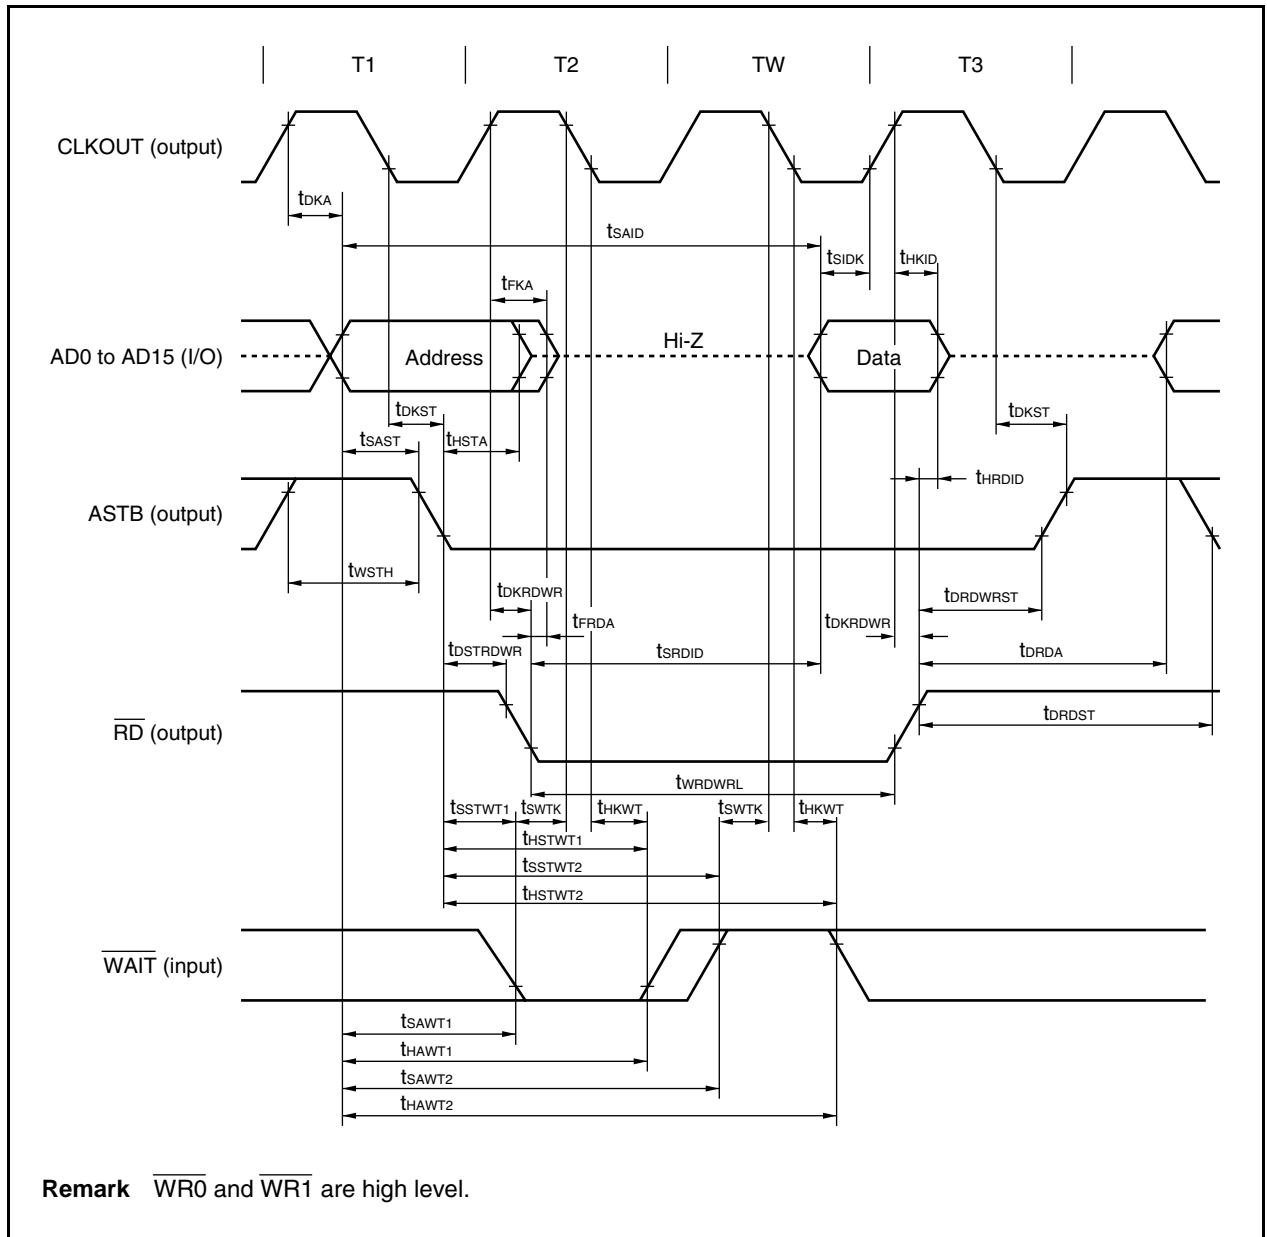 T1 T2 TW T3
CLKOUT (output)
tDKA
tSAID
tSIDK tHKID
tFKA
Hi-Z
AD0 to AD15 (I/O) Address Data
tDKST tDKST
tSAST tHSTA
tHRDID
ASTB (output)
tWSTH
tDKRDWR tDRDWRST
tFRDA tDKRDWR
tDSTRDWR tSRDID tDRDA
tDRDST
RD (output)
tWRDWRL
tSSTWT1 tSWTK tHKWT tSWTK tHKWT
tHSTWT1
tSSTWT2
tHSTWT2
WAIT (input)
tSAWT1
tHAWT1
tSAWT2
tHAWT2
Remark WR0 and WR1 are high level.